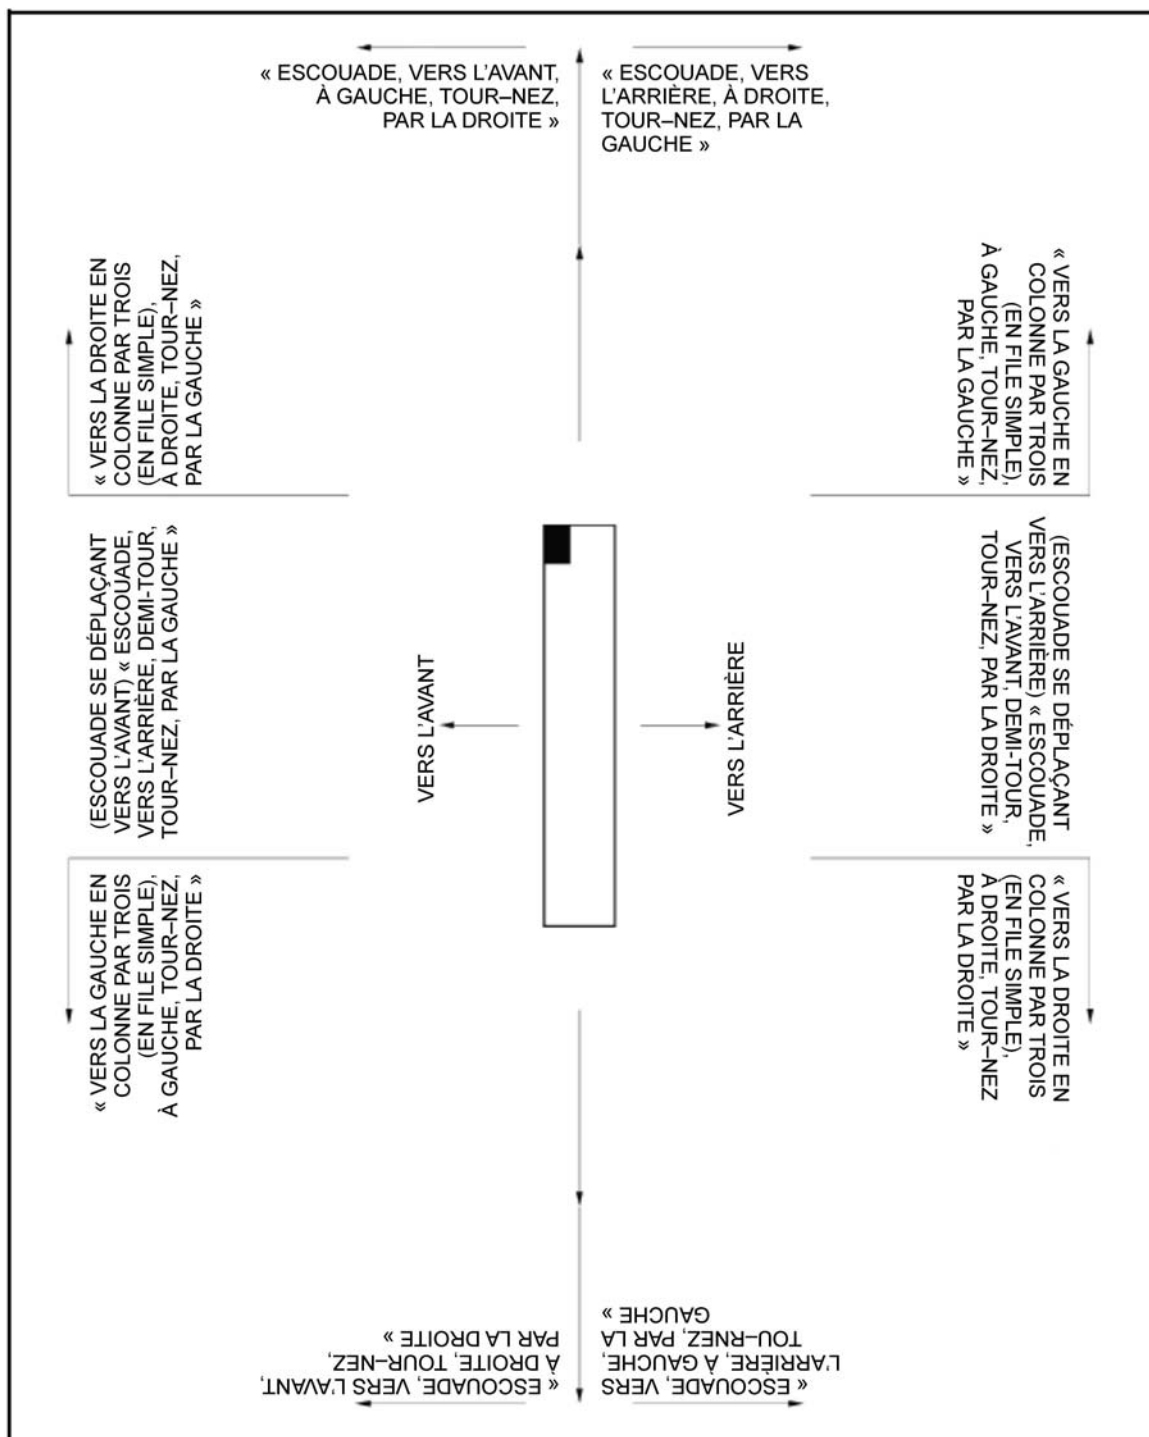 « ESCOUADE, VERS L'AVANT,
À GAUCHE, TOUR–NEZ,
PAR LA DROITE »
« ESCOUADE, VERS
L'ARRIÈRE, À DROITE,
TOUR–NEZ, PAR LA
GAUCHE »
« VERS LA DROITE EN
COLONNE PAR TROIS
(EN FILE SIMPLE),
À DROITE, TOUR–NEZ,
PAR LA GAUCHE »
« VERS LA GAUCHE EN
COLONNE PAR TROIS
(EN FILE SIMPLE),
À GAUCHE, TOUR–NEZ,
PAR LA GAUCHE »
(ESCOUADE SE DÉPLAÇANT
VERS L'AVANT) « ESCOUADE,
VERS L'ARRIÈRE, DEMI-TOUR,
TOUR–NEZ, PAR LA GAUCHE »
VERS L'AVANT
VERS L'ARRIÈRE
(ESCOUADE SE DÉPLAÇANT
VERS L'ARRIÈRE) « ESCOUADE,
VERS L'AVANT, DEMI-TOUR,
TOUR–NEZ, PAR LA DROITE »
« VERS LA GAUCHE EN
COLONNE PAR TROIS
(EN FILE SIMPLE),
À GAUCHE, TOUR–NEZ,
PAR LA DROITE »
« VERS LA DROITE EN
COLONNE PAR TROIS
(EN FILE SIMPLE),
À DROITE, TOUR–NEZ
PAR LA DROITE »
« ESCOUADE, VERS L'AVANT,
À DROITE, TOUR–NEZ,
PAR LA DROITE »
« ESCOUADE, VERS
L'ARRIÈRE, À GAUCHE,
TOU–RNEZ, PAR LA
GAUCHE »